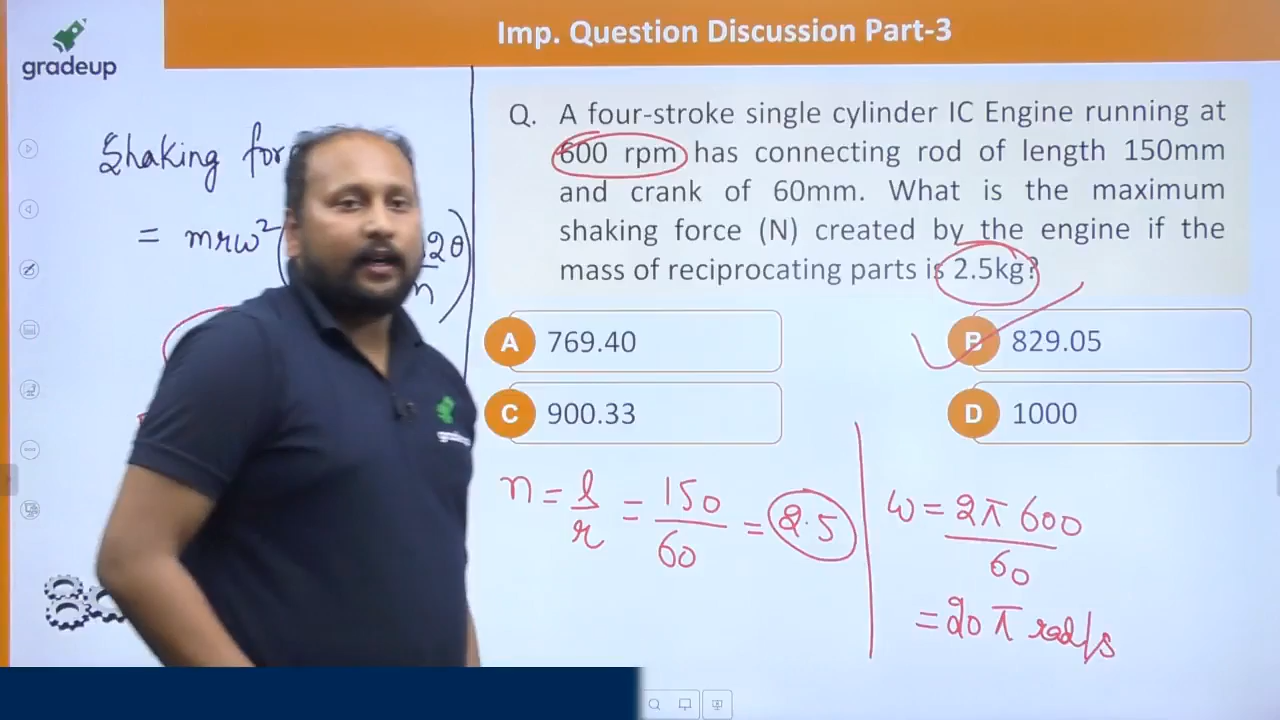 Imp. Question Discussion Part-3
gradeup
Shaking for
= mrω² ( 2θ
n )
Q. A four-stroke single cylinder IC Engine running at
600 rpm has connecting rod of length 150mm
and crank of 60mm. What is the maximum
shaking force (N) created by the engine if the
mass of reciprocating parts is 2.5kg?
A 769.40
B 829.05
C 900.33
D 1000
n = l/r = 150/60 = 2.5
ω = 2π 600
60
= 20 π rad/s